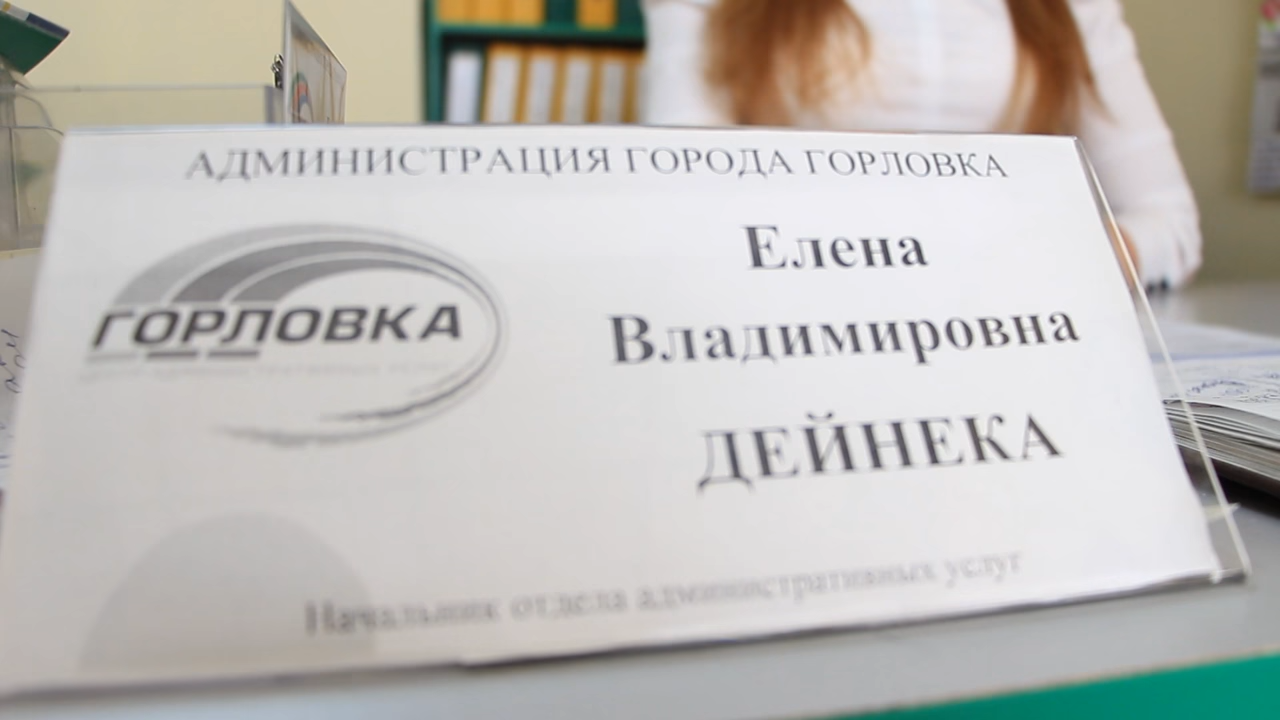 АДМИНИСТРАЦИЯ ГОРОДА ГОРЛОВКА
ГОРЛОВКА
Елена
Владимировна
ДЕЙНЕКА
Начальник отдела административных услуг